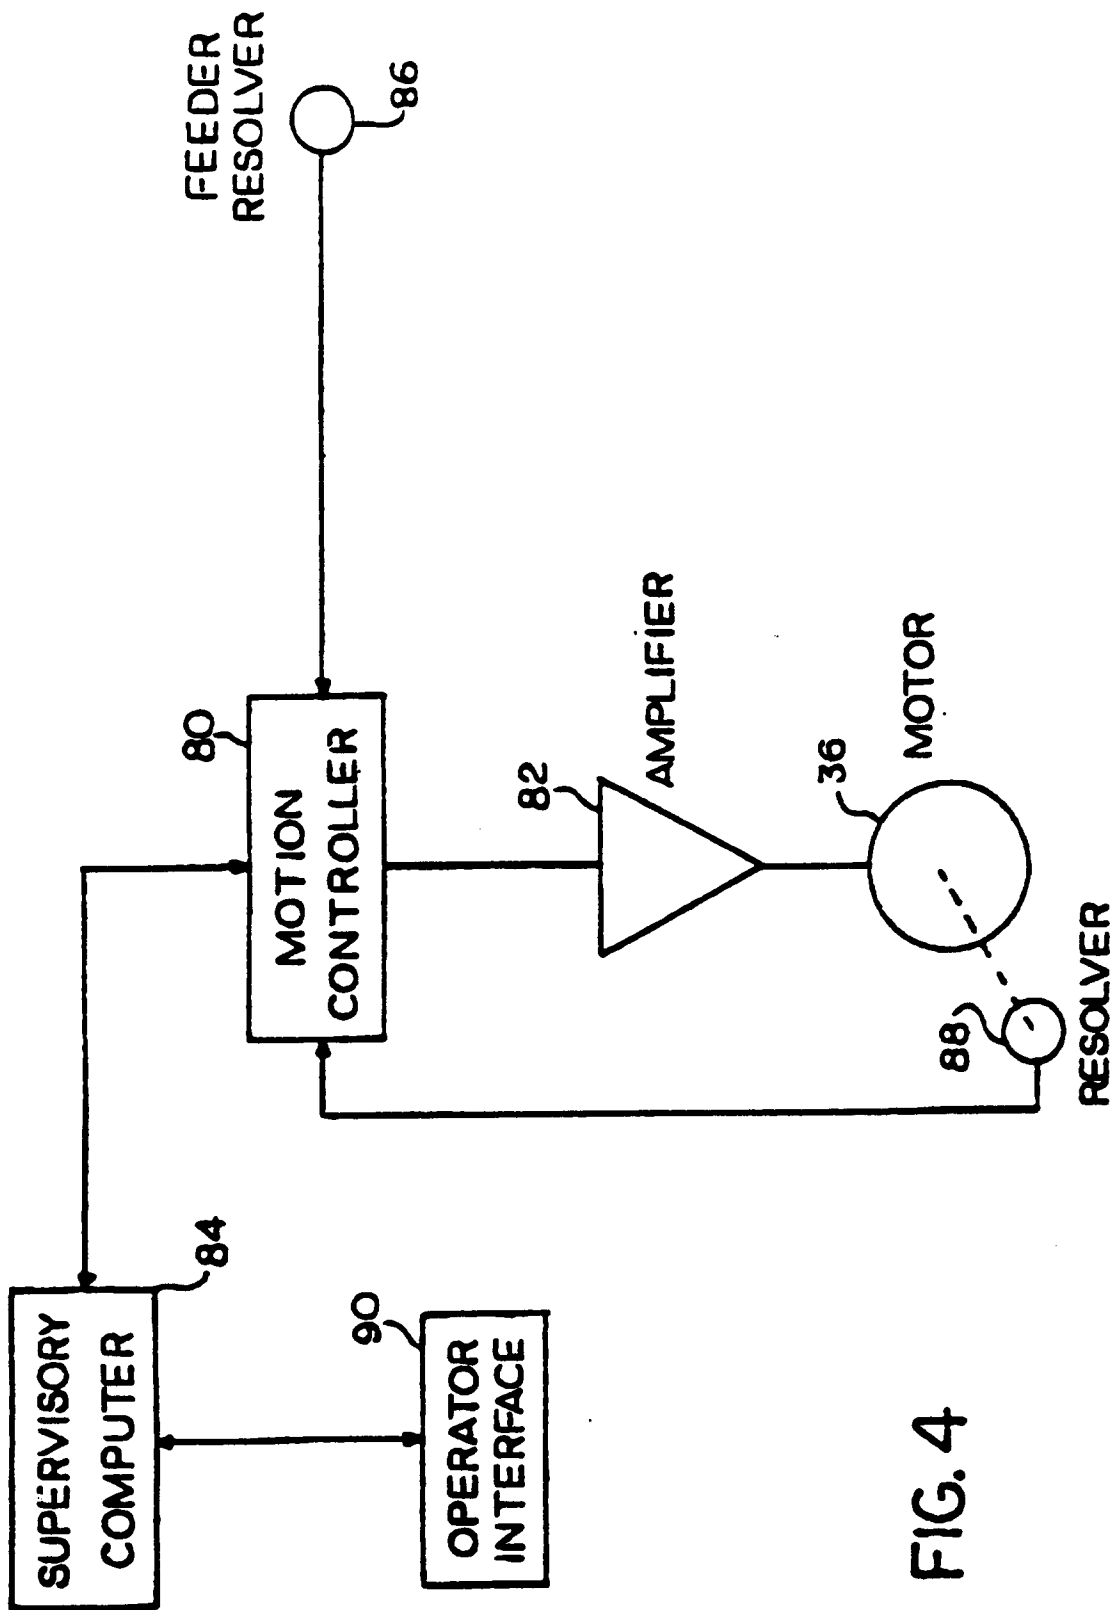 SUPERVISORY
COMPUTER
84
OPERATOR
INTERFACE
90
MOTION
CONTROLLER
80
FEEDER
RESOLVER
86
82
AMPLIFIER
36
MOTOR
88
RESOLVER
FIG. 4